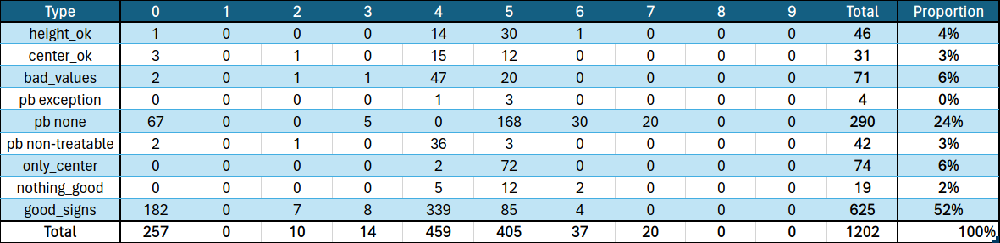 Type 0 1 2 3 4 5 6 7 8 9 Total Proportion
height_ok 1 0 0 0 14 30 1 0 0 0 46 4%
center_ok 3 0 1 0 15 12 0 0 0 0 31 3%
bad_values 2 0 1 1 47 20 0 0 0 0 71 6%
pb exception 0 0 0 0 1 3 0 0 0 0 4 0%
pb none 67 0 0 5 0 168 30 20 0 0 290 24%
pb non-treatable 2 0 1 0 36 3 0 0 0 0 42 3%
only_center 0 0 0 0 2 72 0 0 0 0 74 6%
nothing_good 0 0 0 0 5 12 2 0 0 0 19 2%
good_signs 182 0 7 8 339 85 4 0 0 0 625 52%
Total 257 0 10 14 459 405 37 20 0 0 1202 100%